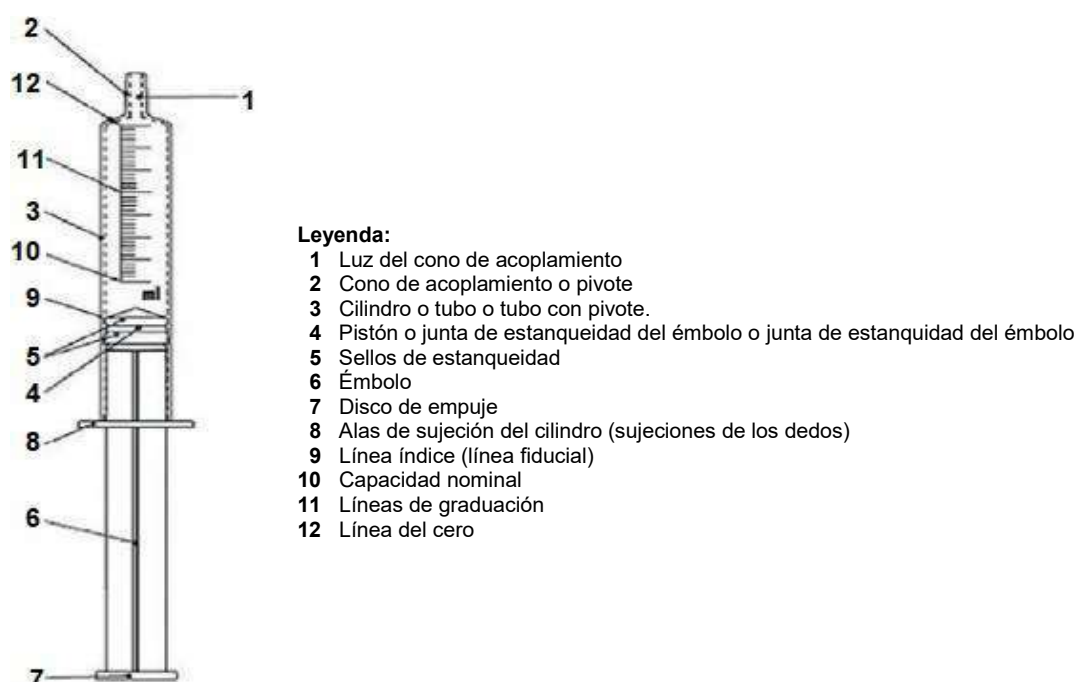 2
12
1
11
3
10
ml
9
5
4
8
6
7
Leyenda:
1 Luz del cono de acoplamiento
2 Cono de acoplamiento o pivote
3 Cilindro o tubo o tubo con pivote.
4 Pistón o junta de estanqueidad del émbolo o junta de estanquidad del émbolo
5 Sellos de estanqueidad
6 Émbolo
7 Disco de empuje
8 Alas de sujeción del cilindro (sujeciones de los dedos)
9 Línea índice (línea fiducial)
10 Capacidad nominal
11 Líneas de graduación
12 Línea del cero